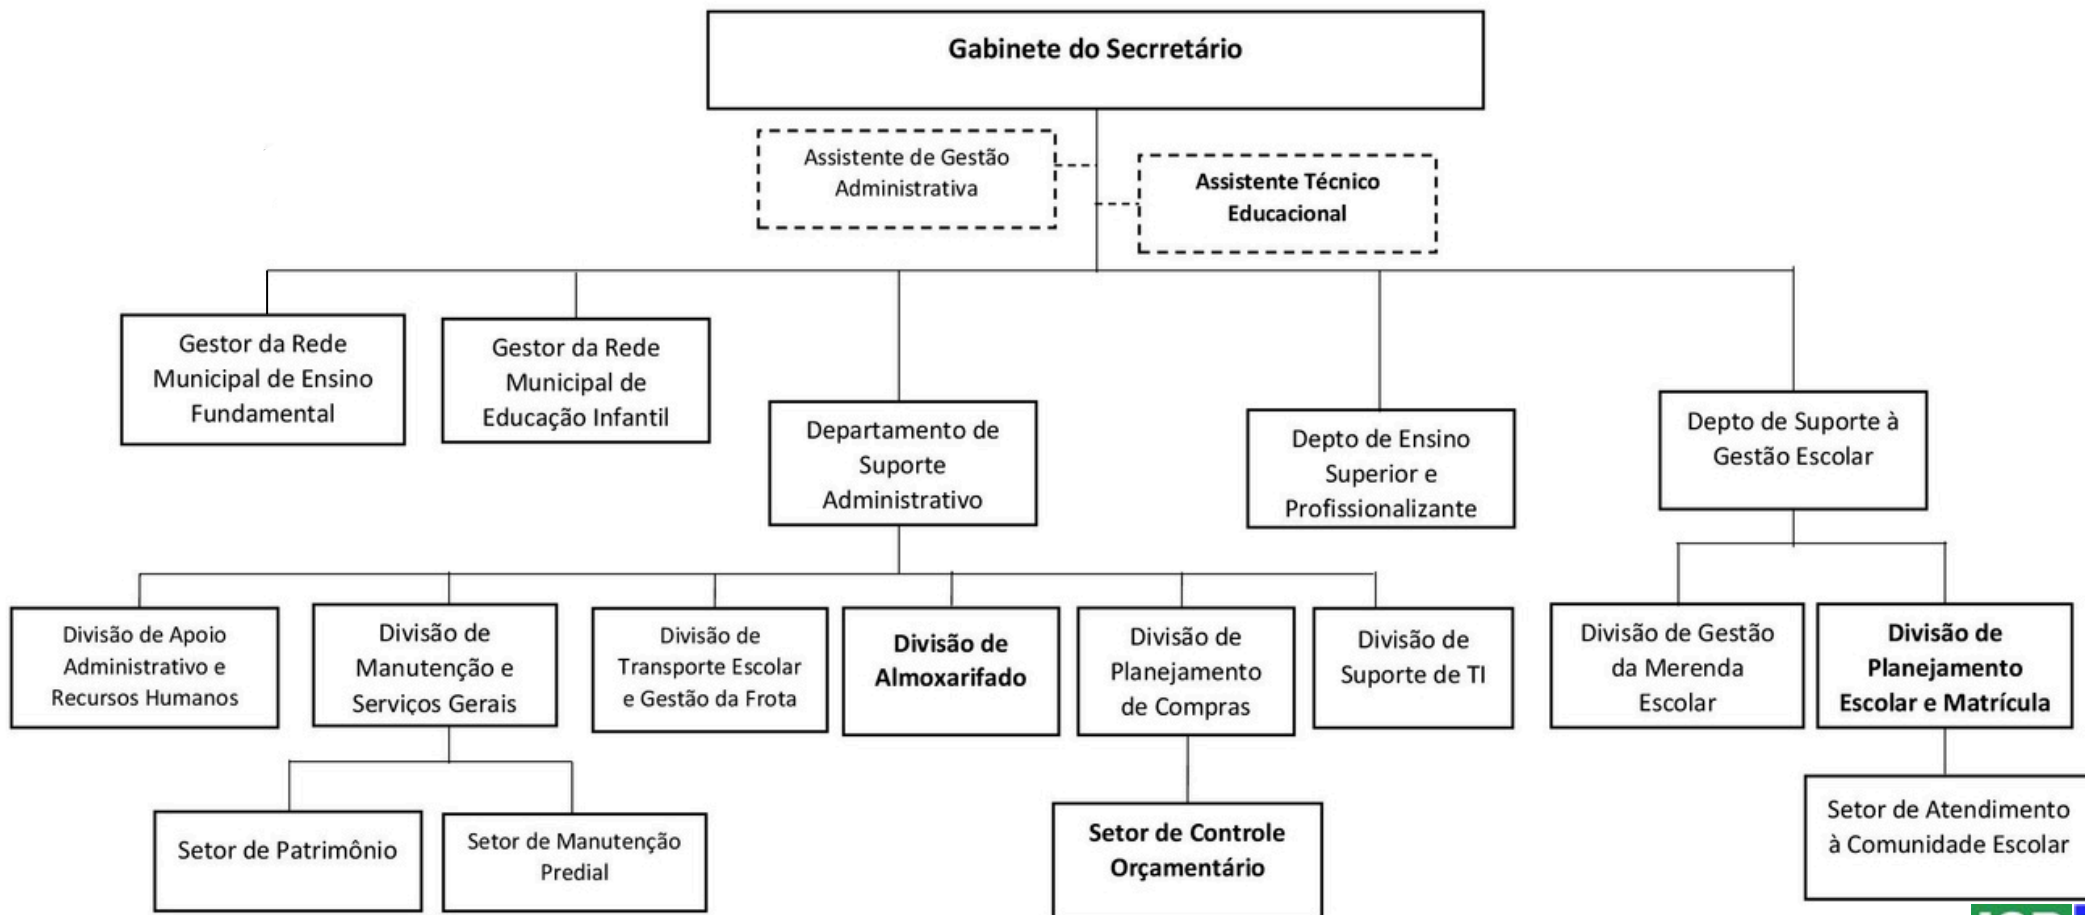 Gabinete do Secrretário
Assistente de Gestão
Administrativa
Assistente Técnico
Educacional
Gestor da Rede
Municipal de Ensino
Fundamental
Gestor da Rede
Municipal de
Educação Infantil
Departamento de
Suporte
Administrativo
Depto de Ensino
Superior e
Profissionalizante
Depto de Suporte à
Gestão Escolar
Divisão de Apoio
Administrativo e
Recursos Humanos
Divisão de
Manutenção e
Serviços Gerais
Divisão de
Transporte Escolar
e Gestão da Frota
Divisão de
Almoxarifado
Divisão de
Planejamento
de Compras
Divisão de
Suporte de TI
Divisão de Gestão
da Merenda
Escolar
Divisão de
Planejamento
Escolar e Matrícula
Setor de Patrimônio
Setor de Manutenção
Predial
Setor de Controle
Orçamentário
Setor de Atendimento
à Comunidade Escolar